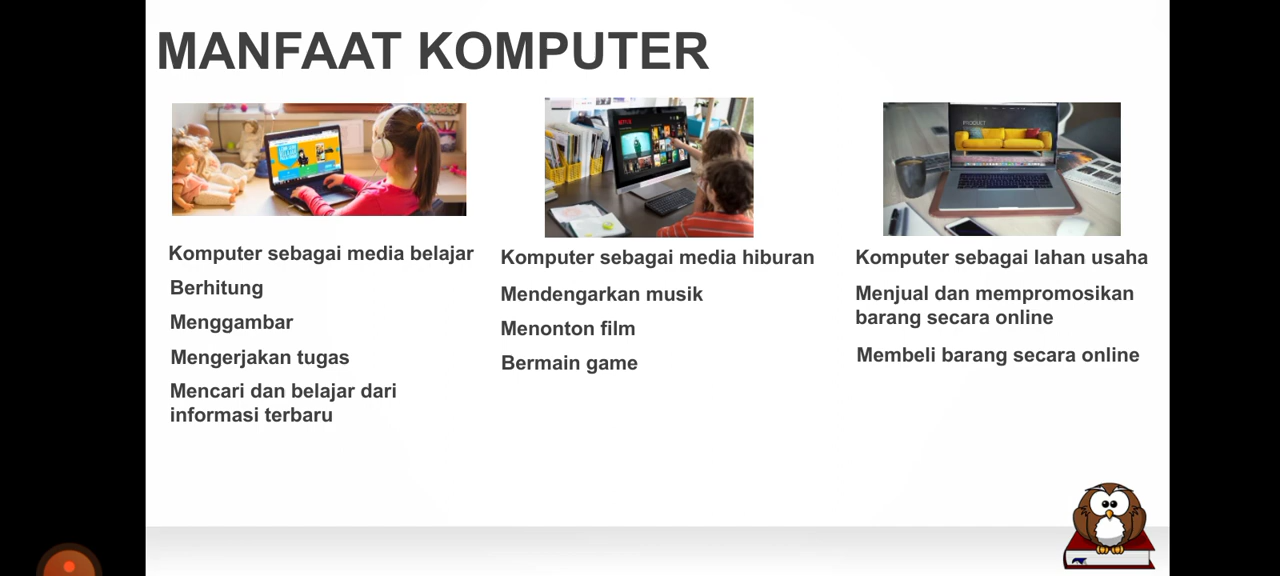 MANFAAT KOMPUTER
NETFLIX
PRODUCT
Komputer sebagai media belajar
Berhitung
Menggambar
Mengerjakan tugas
Mencari dan belajar dari
informasi terbaru
Komputer sebagai media hiburan
Mendengarkan musik
Menonton film
Bermain game
Komputer sebagai lahan usaha
Menjual dan mempromosikan
barang secara online
Membeli barang secara online